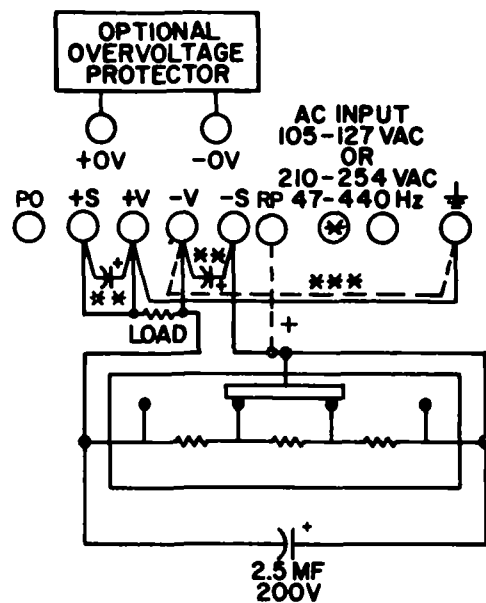 OPTIONAL
OVERVOLTAGE
PROTECTOR
+OV
-OV
AC INPUT
105-127 VAC
OR
210-254 VAC
47-440 Hz
PO +S +V -V -S RP
*
** + ** + ***
LOAD
+
+
2.5 MF
200V